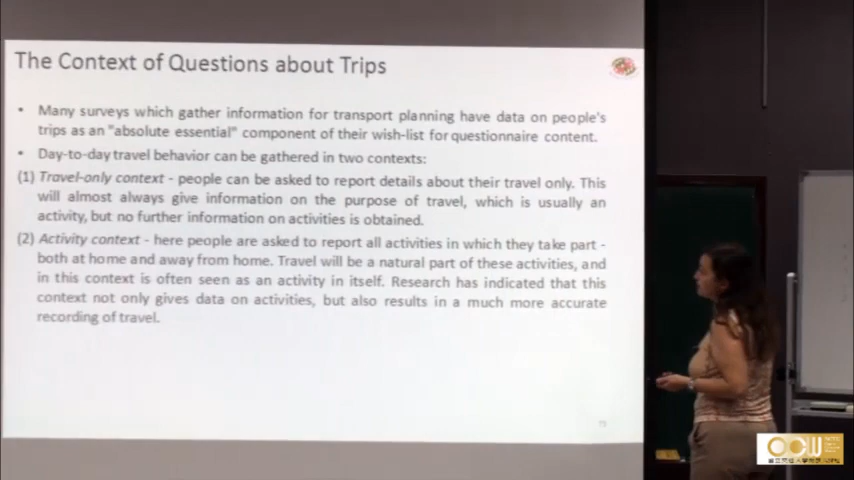 The Context of Questions about Trips
• Many surveys which gather information for transport planning have data on people's
trips as an "absolute essential" component of their wish-list for questionnaire content.
• Day-to-day travel behavior can be gathered in two contexts:
(1) Travel-only context - people can be asked to report details about their travel only. This
will almost always give information on the purpose of travel, which is usually an
activity, but no further information on activities is obtained.
(2) Activity context - here people are asked to report all activities in which they take part -
both at home and away from home. Travel will be a natural part of these activities, and
in this context is often seen as an activity in itself. Research has indicated that this
context not only gives data on activities, but also results in a much more accurate
recording of travel.
OCW